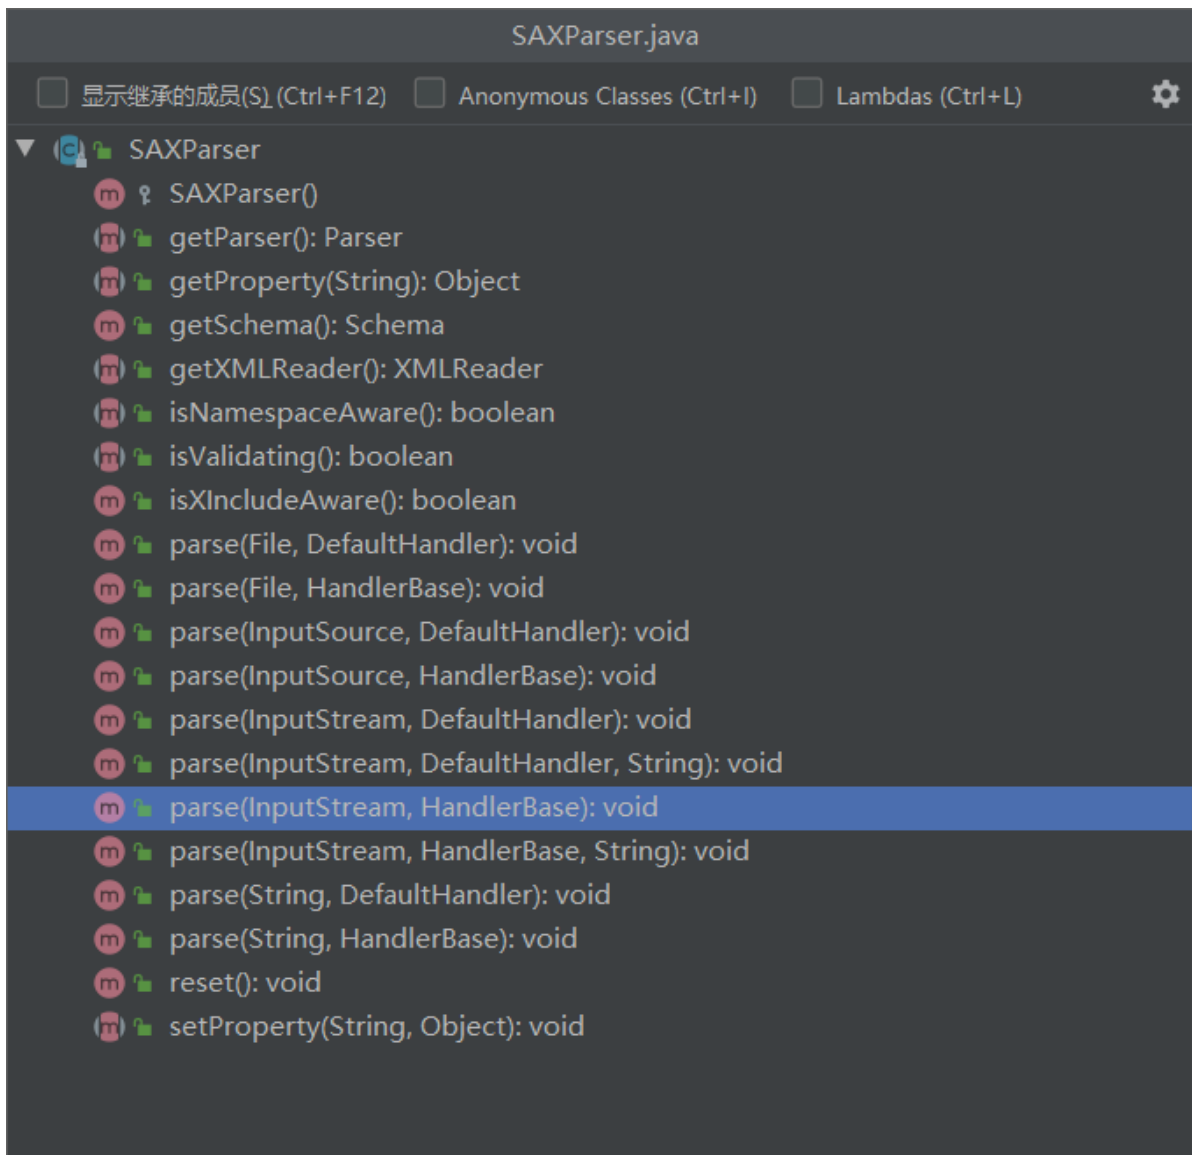 SAXParser.java
显示继承的成员(S) (Ctrl+F12) Anonymous Classes (Ctrl+I) Lambdas (Ctrl+L)
SAXParser
SAXParser()
getParser(): Parser
getProperty(String): Object
getSchema(): Schema
getXMLReader(): XMLReader
isNamespaceAware(): boolean
isValidating(): boolean
isXIncludeAware(): boolean
parse(File, DefaultHandler): void
parse(File, HandlerBase): void
parse(InputSource, DefaultHandler): void
parse(InputSource, HandlerBase): void
parse(InputStream, DefaultHandler): void
parse(InputStream, DefaultHandler, String): void
parse(InputStream, HandlerBase): void
parse(InputStream, HandlerBase, String): void
parse(String, DefaultHandler): void
parse(String, HandlerBase): void
reset(): void
setProperty(String, Object): void